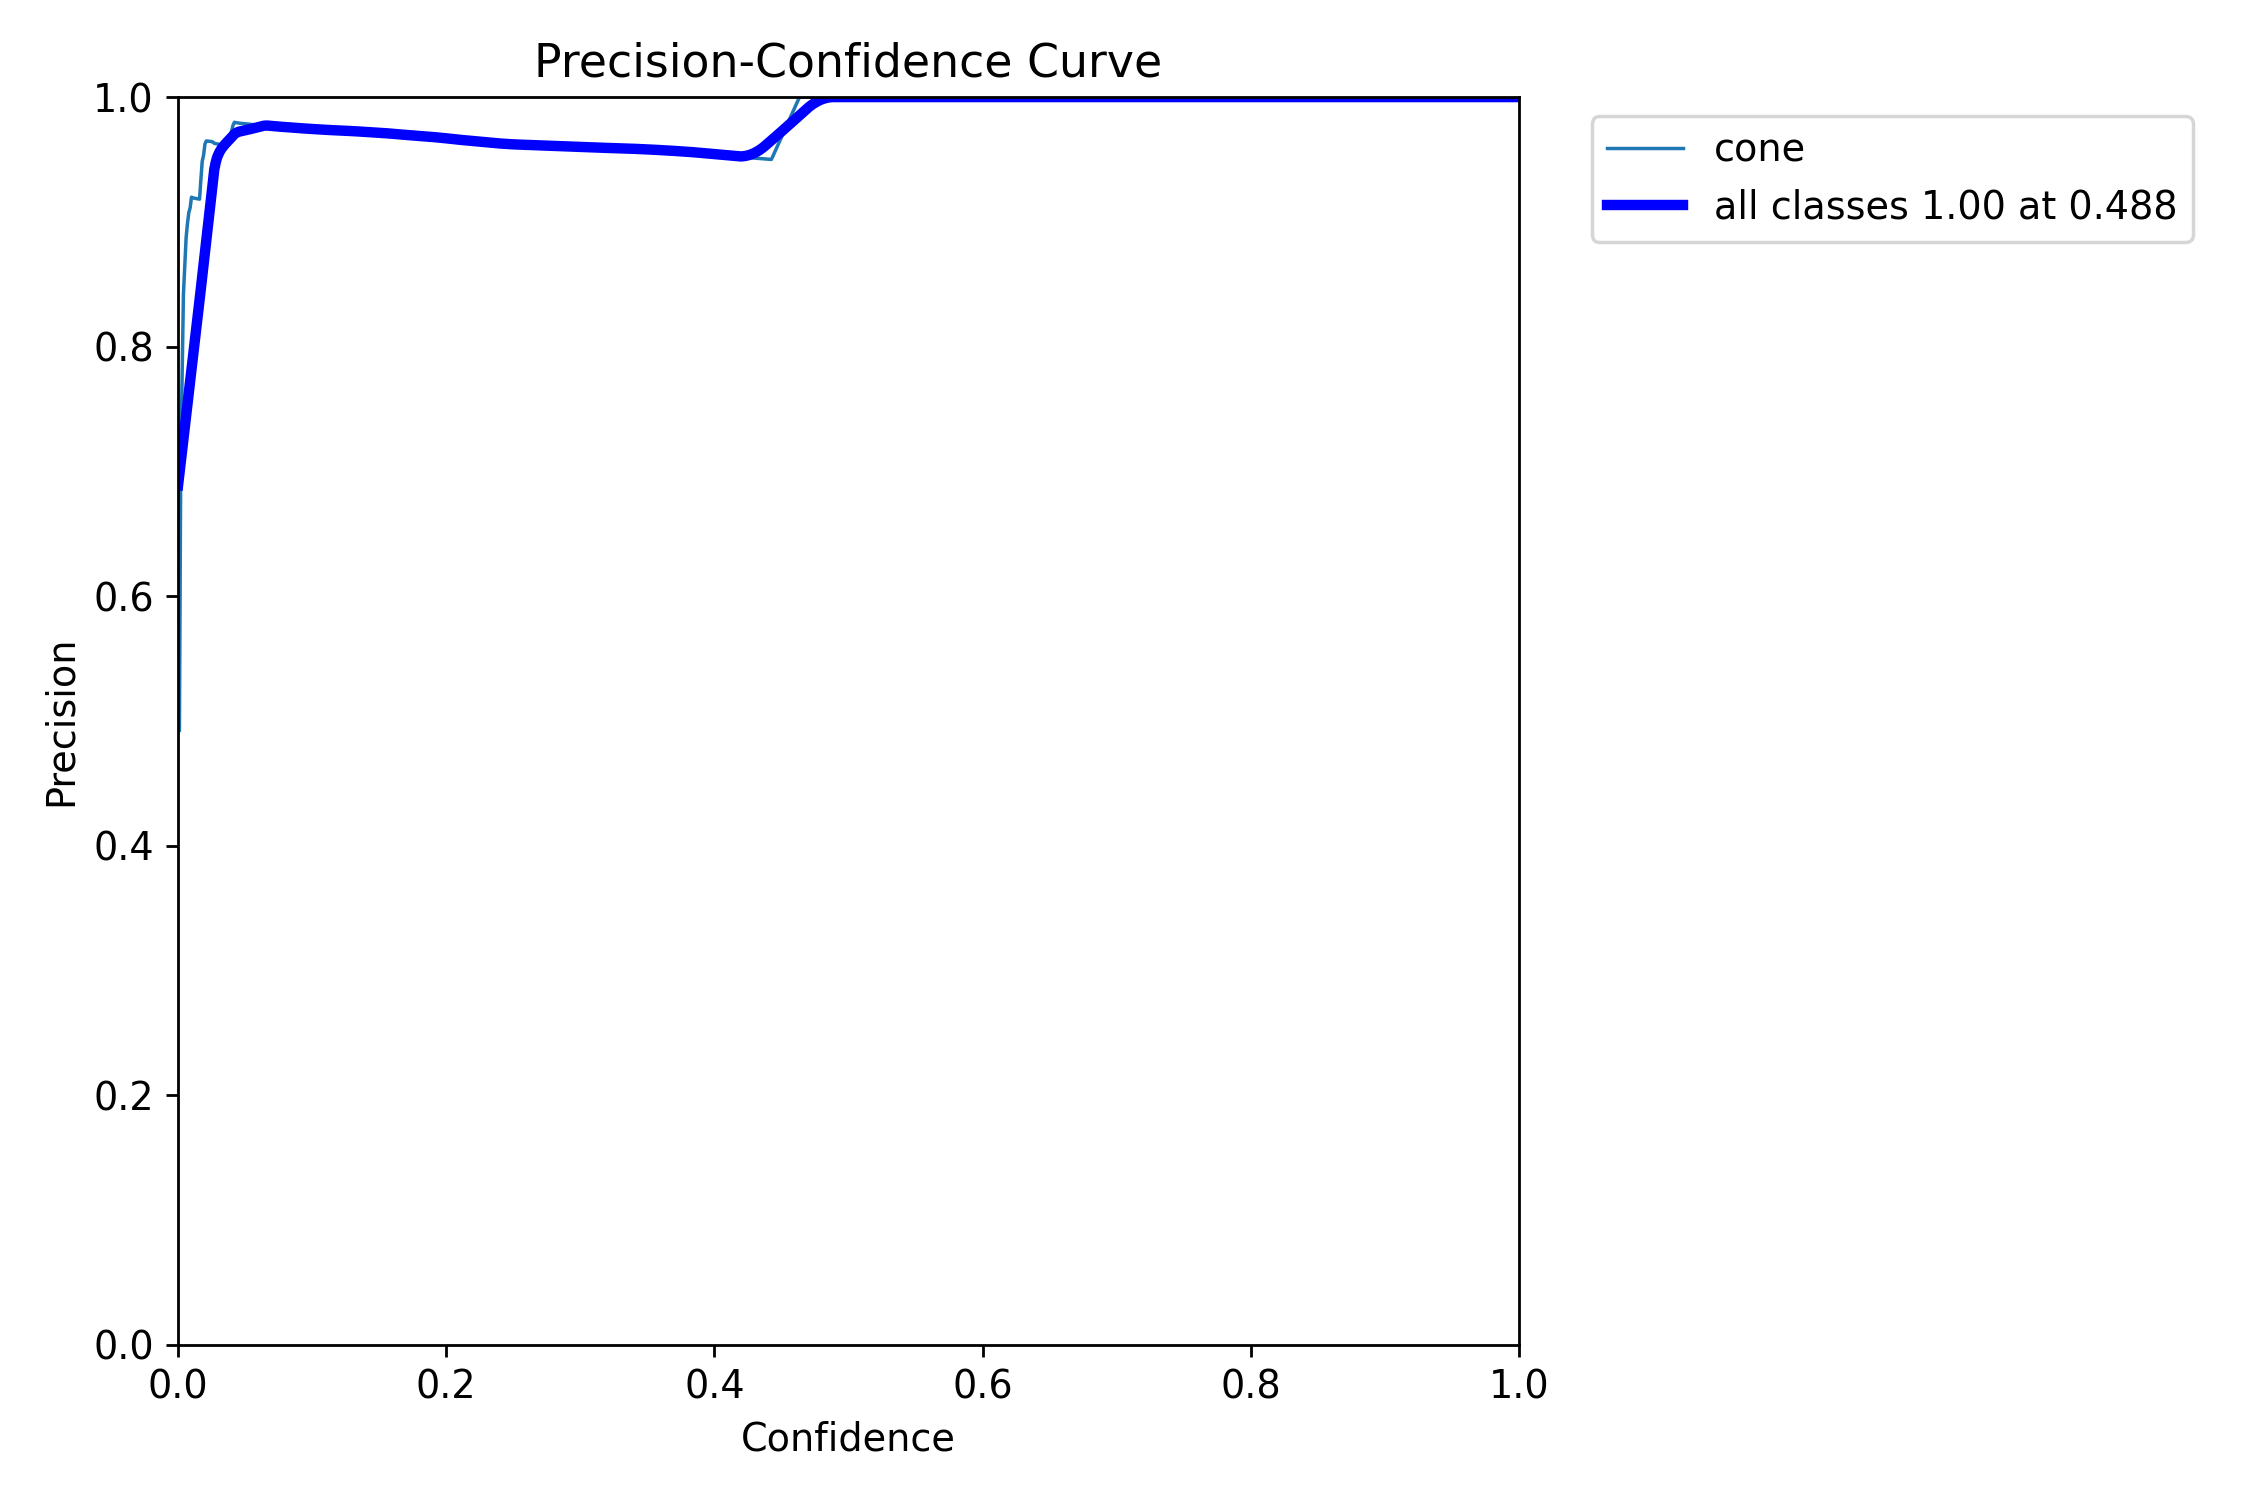 Precision-Confidence Curve
1.0
0.8
0.6
0.4
0.2
0.0
Precision
0.0 0.2 0.4 0.6 0.8 1.0
Confidence
cone
all classes 1.00 at 0.488